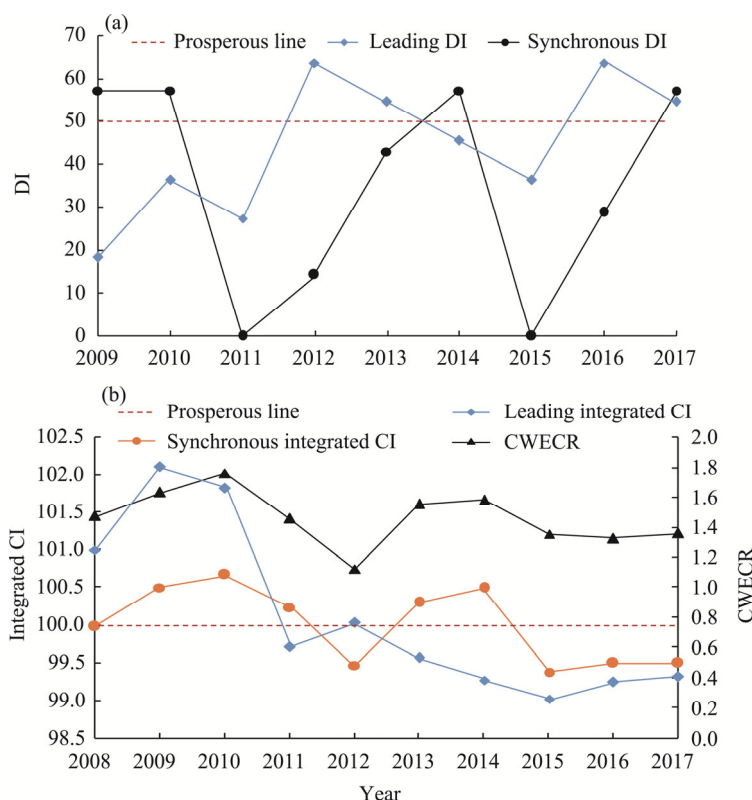 (a)
Prosperous line Leading DI Synchronous DI
70
60
50
40
30
20
10
0
DI
2009 2010 2011 2012 2013 2014 2015 2016 2017
(b)
Prosperous line Leading integrated CI
Synchronous integrated CI CWECR
102.5
102.0
101.5
101.0
100.5
100.0
99.5
99.0
98.5
Integrated CI
2.0
1.8
1.6
1.4
1.2
1.0
0.8
0.6
0.4
0.2
0.0
CWECR
2008 2009 2010 2011 2012 2013 2014 2015 2016 2017
Year